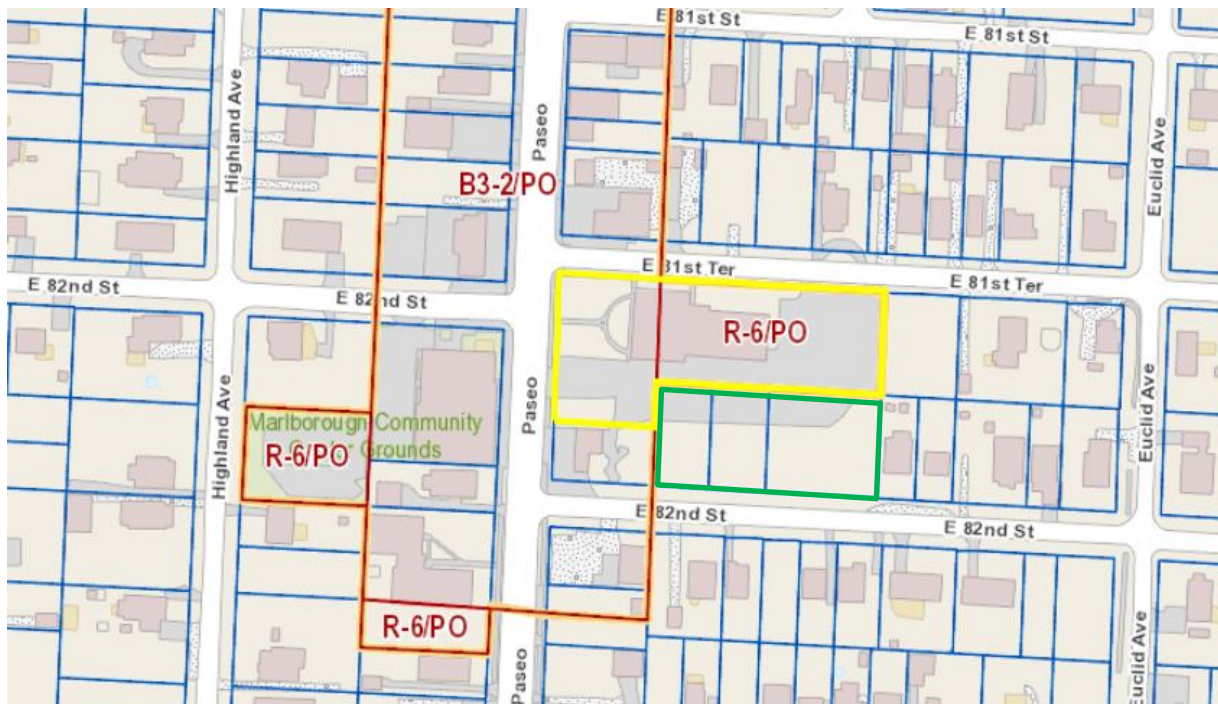 E 81st St
E 81st St
Highland Ave
Paseo
Euclid Ave
B3-2/PO
E 81st Ter
E 81st Ter
E 82nd St
E 82nd St
R-6/PO
Highland Ave
Paseo
Euclid Ave
Marlborough Community
R-6/PO
Grounds
E 82nd St
E 82nd St
R-6/PO
Paseo
Euclid Ave